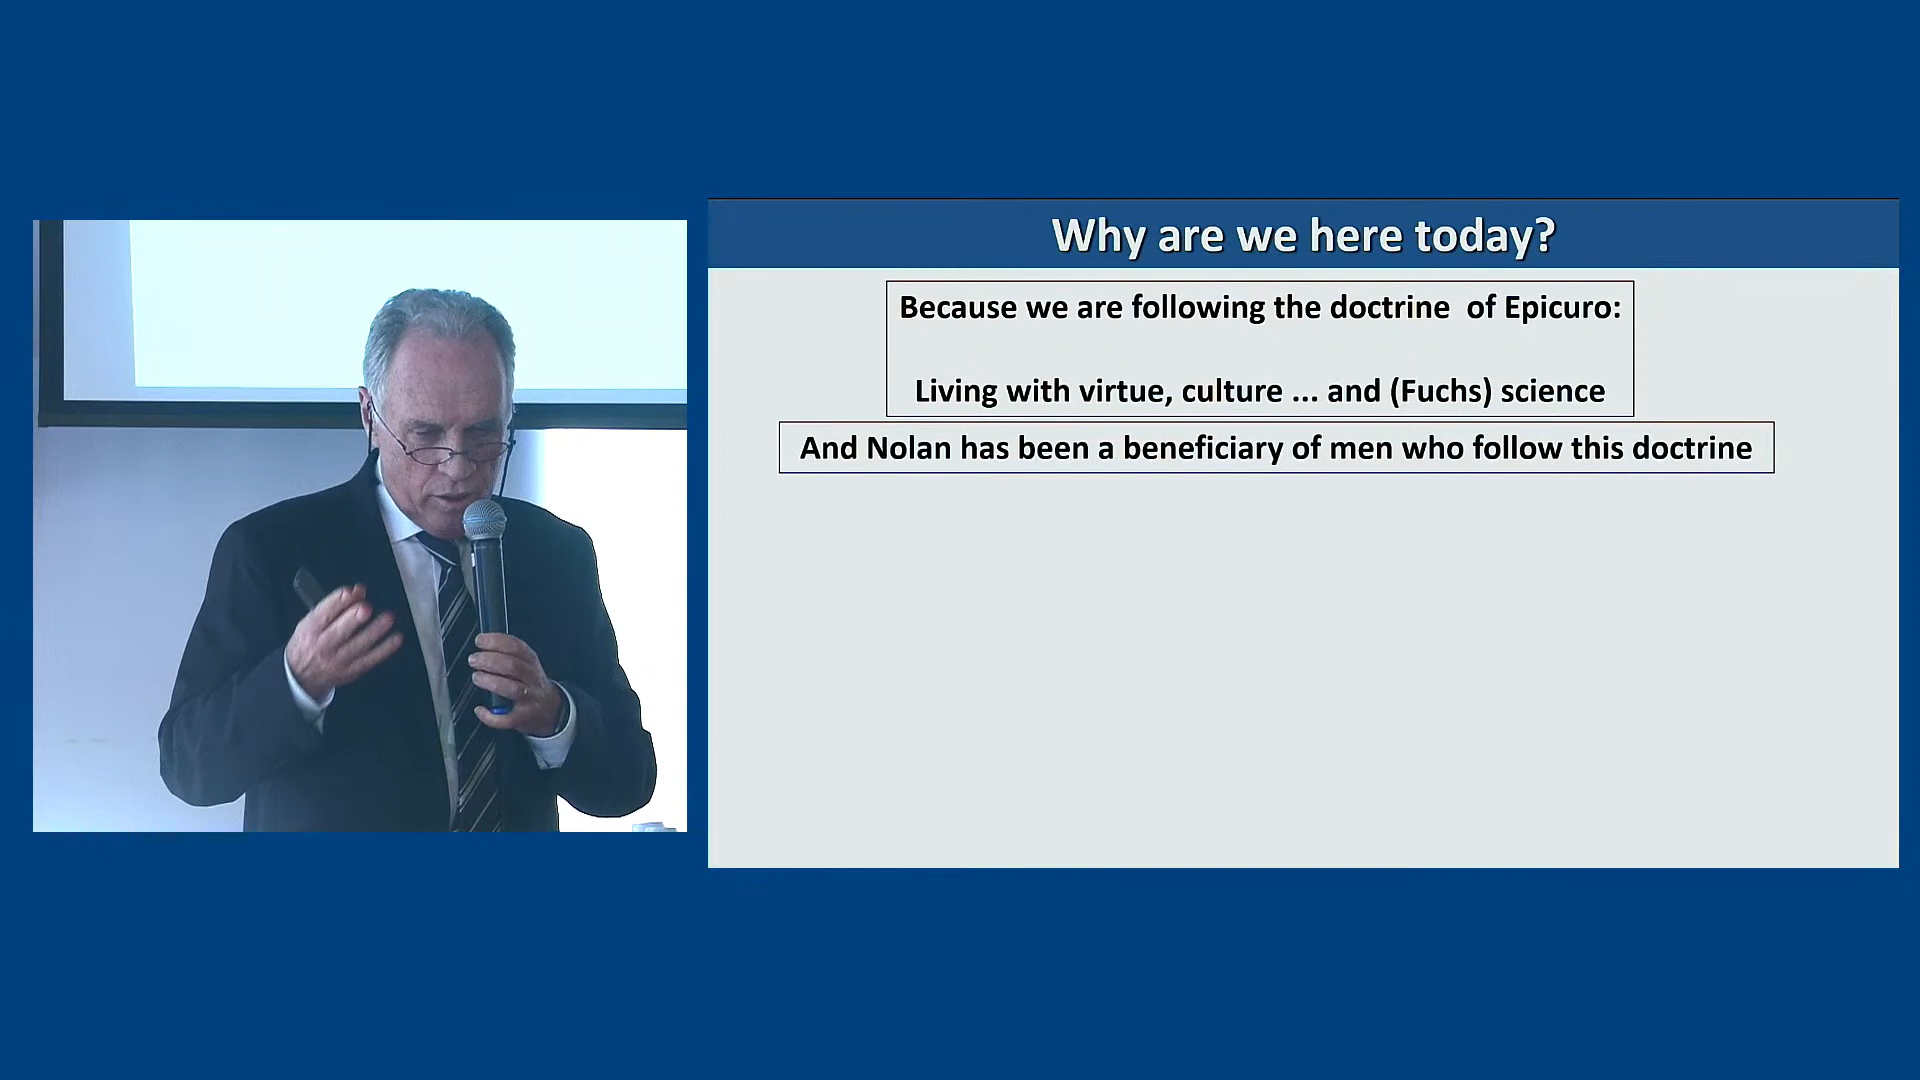 Why are we here today?
Because we are following the doctrine  of Epicuro:
Living with virtue, culture ... and (Fuchs) science
And Nolan has been a beneficiary of men who follow this doctrine